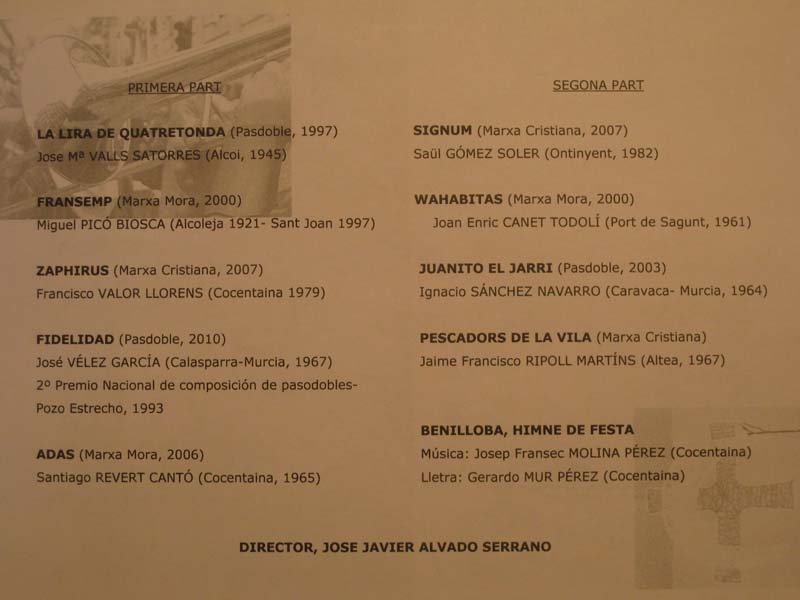 PRIMERA PART
LA LIRA DE QUATRETONDA (Pasdoble, 1997)
Jose Mª VALLS SATORRES (Alcoi, 1945)
FRANSEMP (Marxa Mora, 2000)
Miguel PICÓ BIOSCA (Alcoleja 1921- Sant Joan 1997)
ZAPHIRUS (Marxa Cristiana, 2007)
Francisco VALOR LLORENS (Cocentaina 1979)
FIDELIDAD (Pasdoble, 2010)
José VÉLEZ GARCÍA (Calasparra-Murcia, 1967)
2º Premio Nacional de composición de pasodobles-
Pozo Estrecho, 1993
ADAS (Marxa Mora, 2006)
Santiago REVERT CANTÓ (Cocentaina, 1965)
SEGONA PART
SIGNUM (Marxa Cristiana, 2007)
Saül GÓMEZ SOLER (Ontinyent, 1982)
WAHABITAS (Marxa Mora, 2000)
Joan Enric CANET TODOLÍ (Port de Sagunt, 1961)
JUANITO EL JARRI (Pasdoble, 2003)
Ignacio SÁNCHEZ NAVARRO (Caravaca- Murcia, 1964)
PESCADORS DE LA VILA (Marxa Cristiana)
Jaime Francisco RIPOLL MARTÍNS (Altea, 1967)
BENILLOBA, HIMNE DE FESTA
Música: Josep Fransec MOLINA PÉREZ (Cocentaina)
Lletra: Gerardo MUR PÉREZ (Cocentaina)
DIRECTOR, JOSE JAVIER ALVADO SERRANO